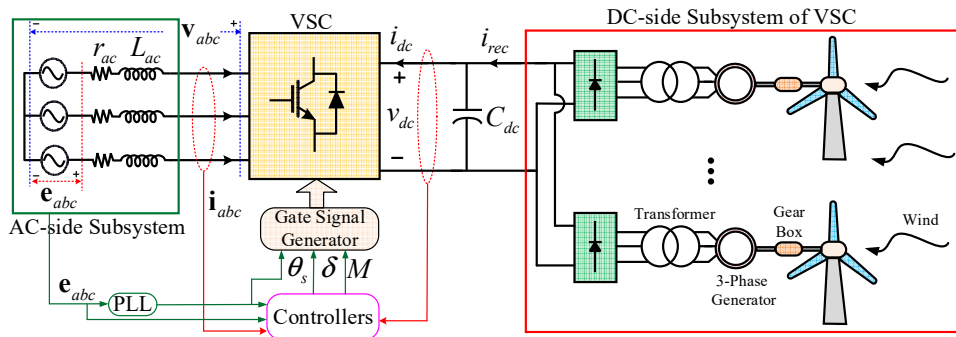 DC-side Subsystem of VSC
VSC
v_abc
r_ac
L_ac
i_dc
i_rec
v_dc
C_dc
e_abc
i_abc
AC-side Subsystem
Gate Signal
Generator
Transformer
Gear
Box
Wind
3-Phase
Generator
θ_s
δ
M
e_abc
PLL
Controllers